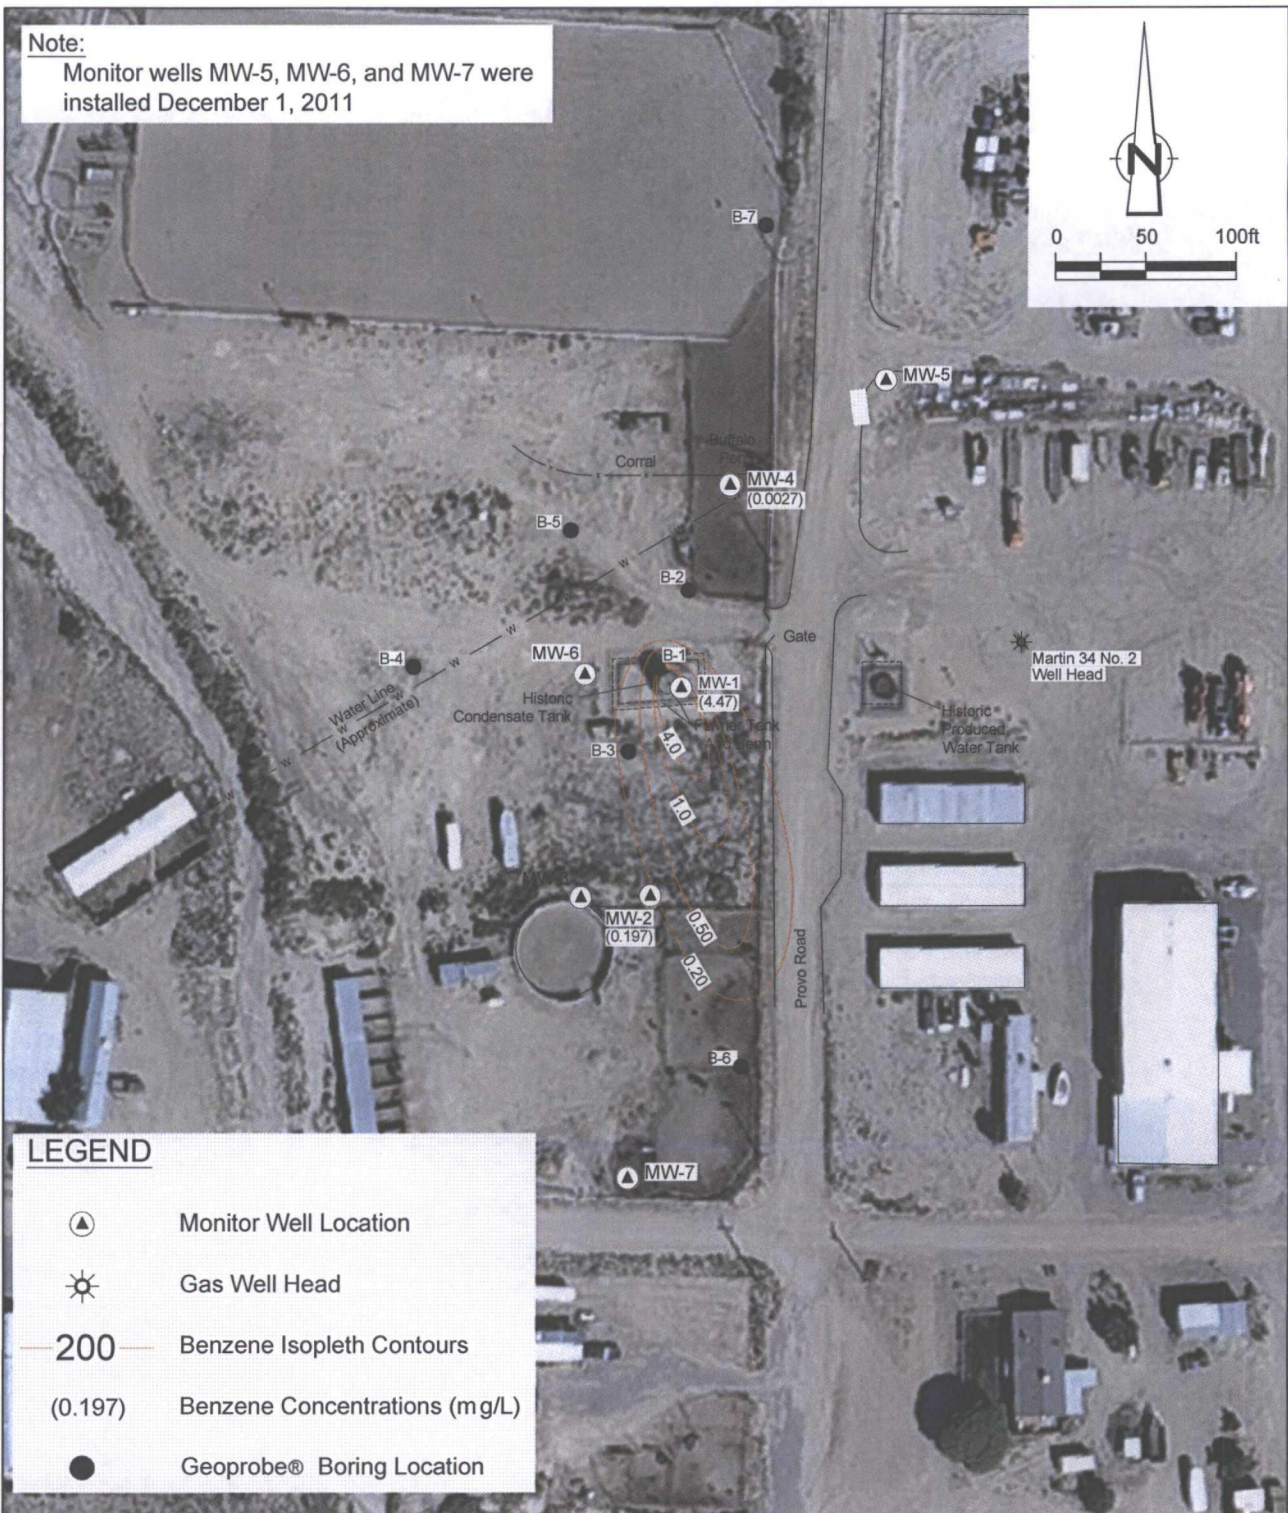 Note:
Monitor wells MW-5, MW-6, and MW-7 were
installed December 1, 2011
N
0 50 100ft
B-7
MW-5
Buffalo
Corral
MW-4
(0.0027)
B-5
W
B-2
W
Gate
MW-6
B-1
W
B-4
Martin 34 No. 2
Well Head
MW-1
(4.47)
Historic
Condensate Tank
Water Line
W
W
(Approximate)
Historic
Produced
Water Tank
4.0
B-3
W
W
1.0
MW-2
(0.197)
0.50
0.20
Provo Road
B-6
MW-7
LEGEND
Monitor Well Location
Gas Well Head
200 Benzene Isopleth Contours
(0.197) Benzene Concentrations (mg/L)
Geoprobe® Boring Location